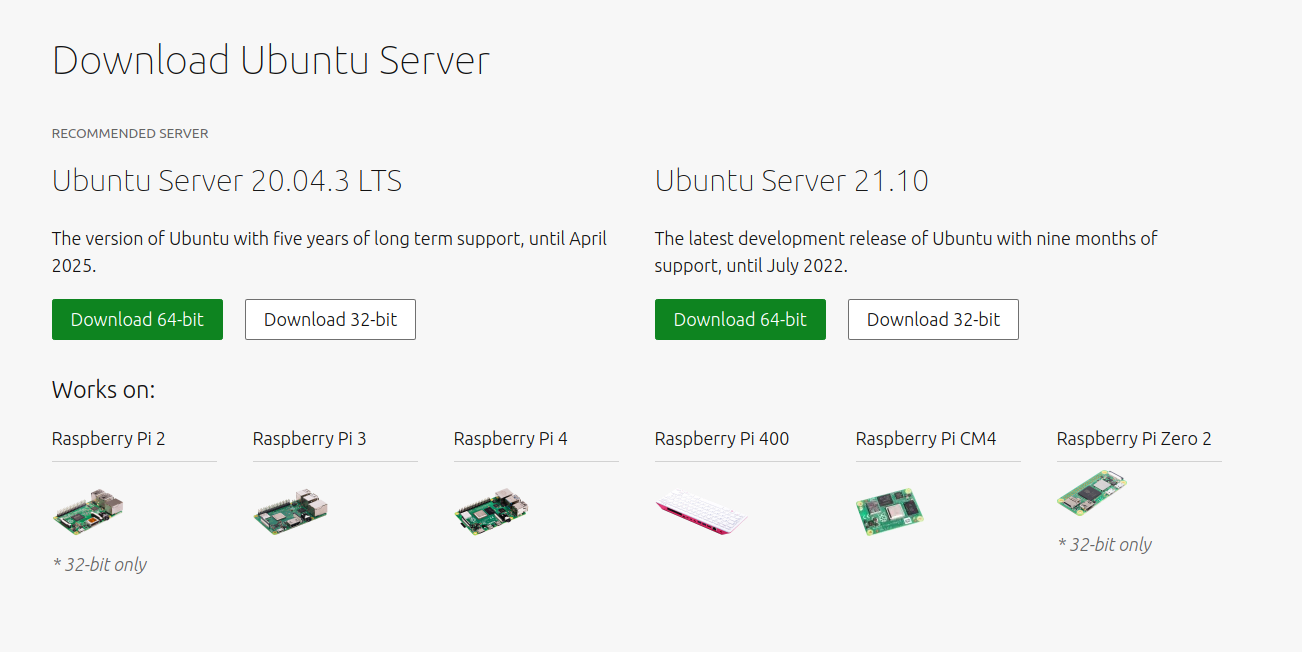 Download Ubuntu Server
RECOMMENDED SERVER
Ubuntu Server 20.04.3 LTS
The version of Ubuntu with five years of long term support, until April
2025.
Download 64-bit
Download 32-bit
Ubuntu Server 21.10
The latest development release of Ubuntu with nine months of
support, until July 2022.
Download 64-bit
Download 32-bit
Works on:
Raspberry Pi 2
* 32-bit only
Raspberry Pi 3
Raspberry Pi 4
Raspberry Pi 400
Raspberry Pi CM4
Raspberry Pi Zero 2
* 32-bit only